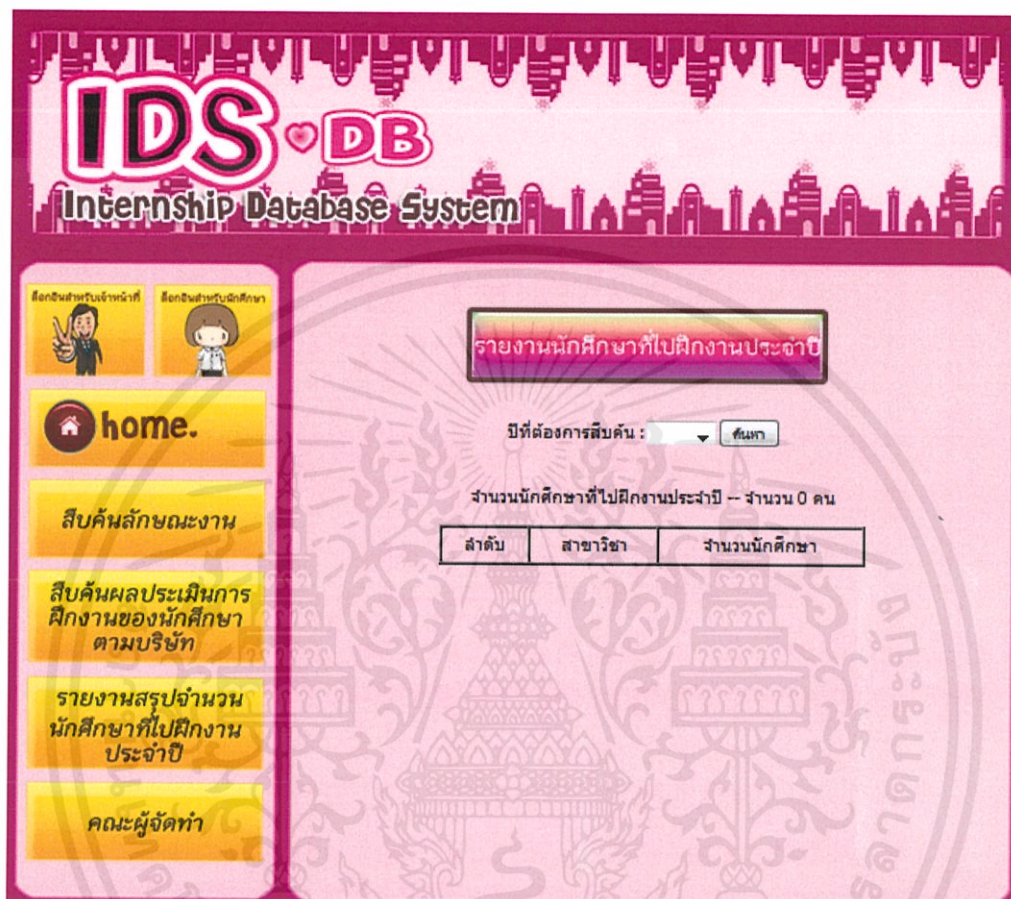 IDS DB
Internship Database System
ล็อกอินสำหรับเจ้าหน้าที่
ล็อกอินสำหรับนักศึกษา
home.
สืบค้นลักษณะงาน
สืบค้นผลประเมินการ
ฝึกงานของนักศึกษา
ตามบริษัท
รายงานสรุปจำนวน
นักศึกษาที่ไปฝึกงาน
ประจำปี
คณะผู้จัดทำ
รายงานนักศึกษาที่ไปฝึกงานประจำปี
ปีที่ต้องการสืบค้น : ค้นหา
จำนวนนักศึกษาที่ไปฝึกงานประจำปี -- จำนวน 0 คน
ลำดับ สาขาวิชา จำนวนนักศึกษา